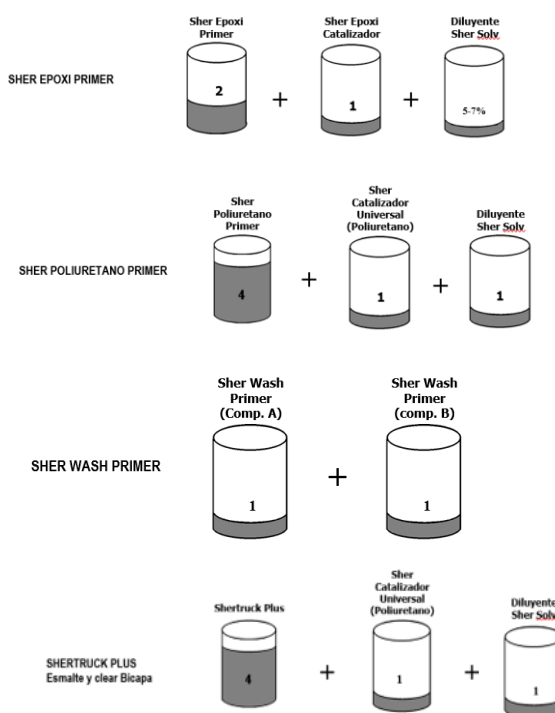 Sher Epoxi
Primer
Sher Epoxi
Catalizador
Diluyente
Sher Solv
SHER EPOXI PRIMER
2
+
1
+
5-7%
Sher
Poliuretano
Primer
Sher
Catalizador
Universal
(Poliuretano)
Diluyente
Sher Solv
SHER POLIURETANO PRIMER
4
+
1
+
1
Sher Wash
Primer
(Comp. A)
Sher Wash
Primer
(comp. B)
SHER WASH PRIMER
1
+
1
Shertruck Plus
Sher
Catalizador
Universal
(Poliuretano)
Diluyente
Sher Solv
SHERTRUCK PLUS
Esmalte y clear Bicapa
4
+
1
+
1